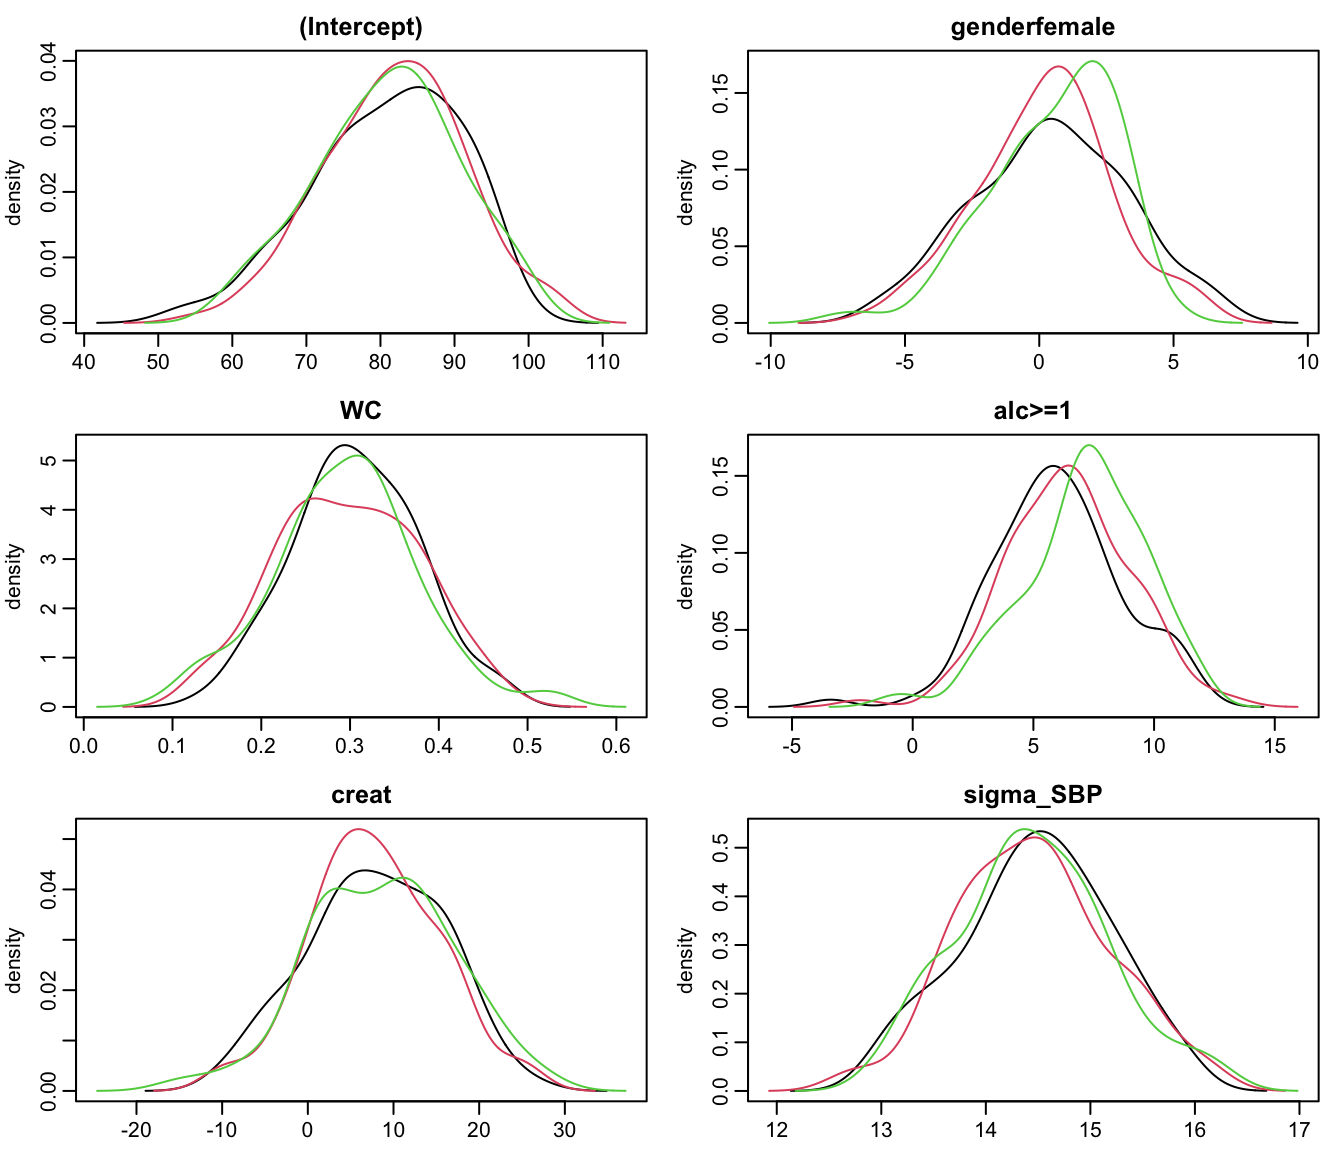 (Intercept)
density
0.00 0.01 0.02 0.03 0.04
40 50 60 70 80 90 100 110
genderfemale
density
0.00 0.05 0.10 0.15
-10 -5 0 5 10
WC
density
0 1 2 3 4 5
0.0 0.1 0.2 0.3 0.4 0.5 0.6
alc>=1
density
0.00 0.05 0.10 0.15
-5 0 5 10 15
creat
density
0.00 0.02 0.04
-20 -10 0 10 20 30
sigma_SBP
density
0.0 0.1 0.2 0.3 0.4 0.5
12 13 14 15 16 17